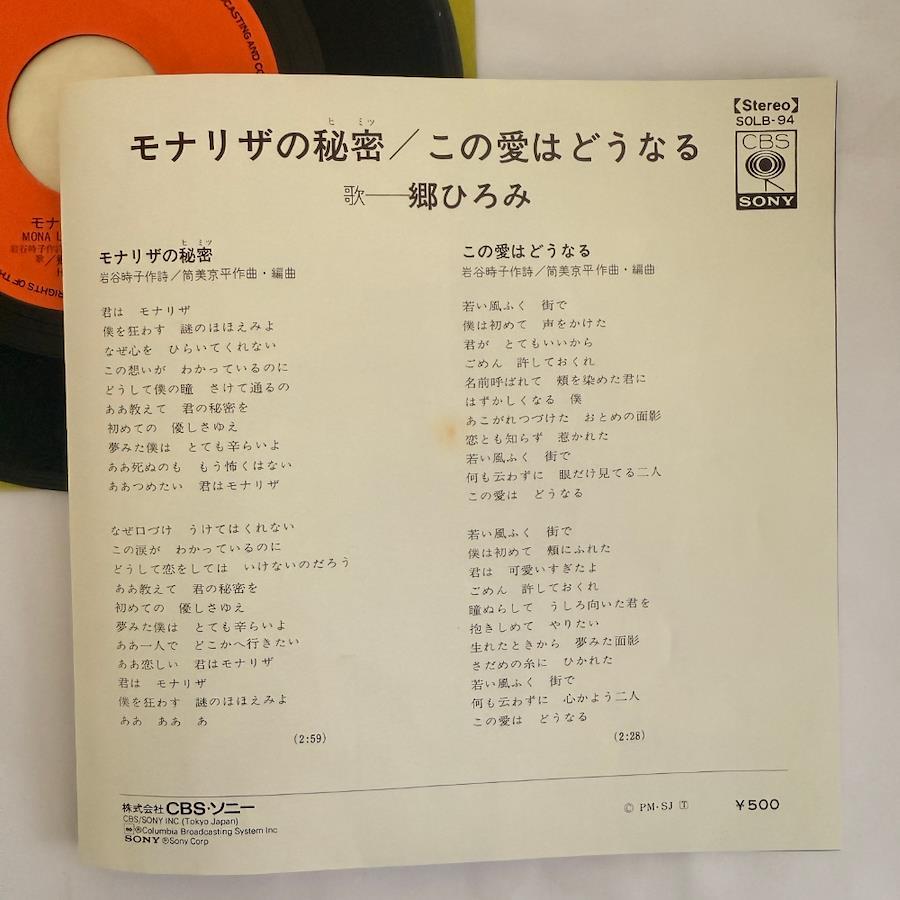 CASTING AND CO
モナ
MONA L
岩谷時子作詩
歌／
H
RIGHTS OF TH
【Stereo】
SOLB-94
CBS
SONY
ヒ ミツ
モナリザの秘密／この愛はどうなる
歌――郷ひろみ
ヒ ミツ
モナリザの秘密
岩谷時子作詩／筒美京平作曲・編曲
君は モナリザ
僕を狂わす 謎のほほえみよ
なぜ心を ひらいてくれない
この想いが わかっているのに
どうして僕の瞳 さけて通るの
ああ教えて 君の秘密を
初めての 優しさゆえ
夢みた僕は とても辛らいよ
ああ死ぬのも もう怖くはない
ああつめたい 君はモナリザ
なぜ口づけ うけてはくれない
この涙が わかっているのに
どうして恋をしては いけないのだろう
ああ教えて 君の秘密を
初めての 優しさゆえ
夢みた僕は とても辛らいよ
ああ一人で どこかへ行きたい
ああ恋しい 君はモナリザ
君は モナリザ
僕を狂わす 謎のほほえみよ
ああ ああ あ
(2:59)
この愛はどうなる
岩谷時子作詩／筒美京平作曲・編曲
若い風ふく 街で
僕は初めて 声をかけた
君が とてもいいから
ごめん 許しておくれ
名前呼ばれて 頬を染めた君に
はずかしくなる 僕
あこがれつづけた おとめの面影
恋とも知らず 惹かれた
若い風ふく 街で
何も云わずに 眼だけ見てる二人
この愛は どうなる
若い風ふく 街で
僕は初めて 頬にふれた
君は 可愛いすぎたよ
ごめん 許しておくれ
瞳ぬらして うしろ向いた君を
抱きしめて やりたい
生れたときから 夢みた面影
さだめの糸に ひかれた
若い風ふく 街で
何も云わずに 心かよう二人
この愛は どうなる
(2:28)
株式会社 CBS・ソニー
CBS/SONY INC (Tokyo Japan)
®Columbia Broadcasting System Inc
SONY ®Sony Corp
© PM・SJ Ⓣ
￥500